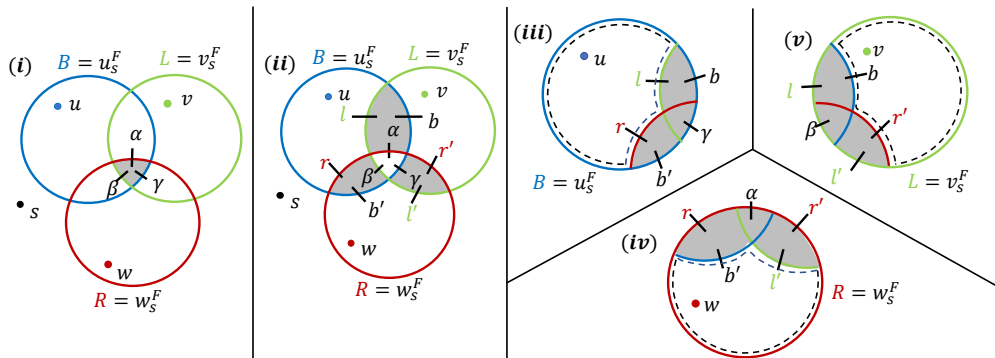 (i)
B = u_s^F
L = v_s^F
u
v
α
β
γ
s
w
R = w_s^F
(ii)
B = u_s^F
L = v_s^F
u
v
l
α
b
r
r'
β
γ
s
b'
l'
w
R = w_s^F
(iii)
u
l
b
r
γ
B = u_s^F
b'
(v)
v
b
l
r'
β
l'
L = v_s^F
α
r
r'
(iv)
b'
l'
w
R = w_s^F